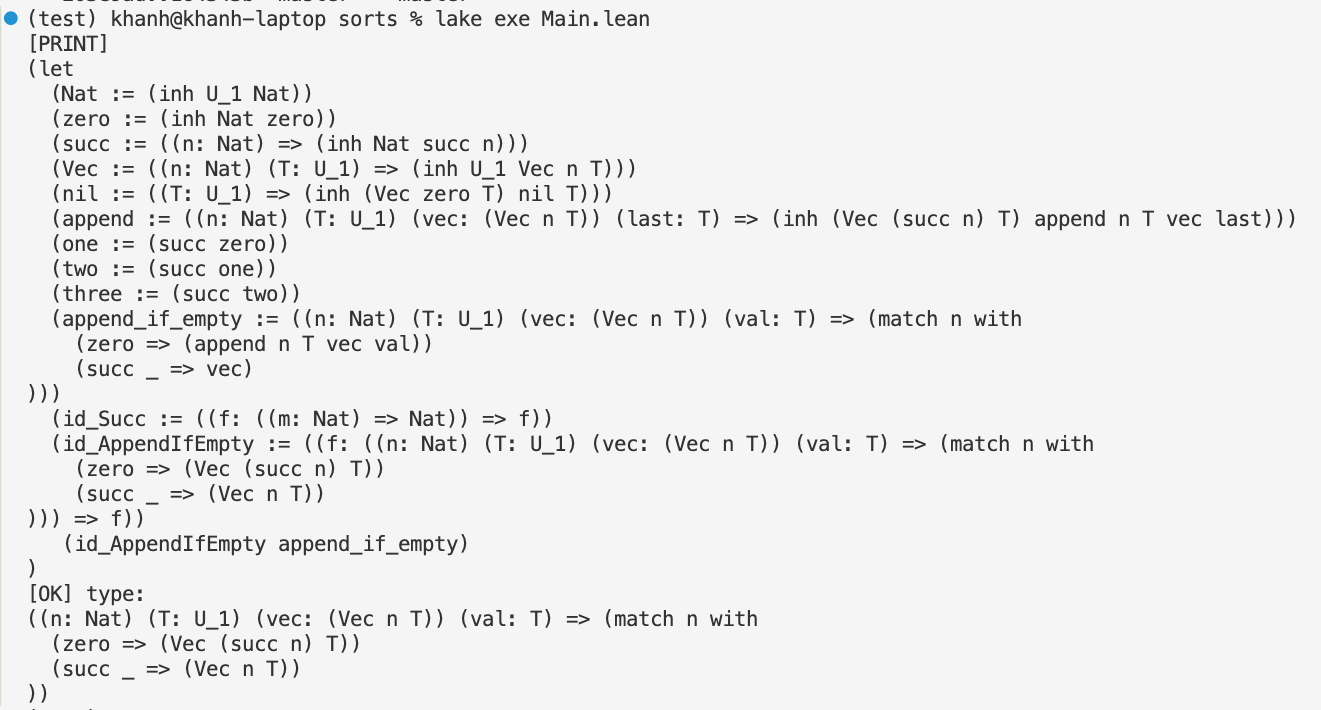 (test) khanh@khanh-laptop sorts % lake exe Main.lean
[PRINT]
(let
  (Nat := (inh U_1 Nat))
  (zero := (inh Nat zero))
  (succ := ((n: Nat) => (inh Nat succ n)))
  (Vec := ((n: Nat) (T: U_1) => (inh U_1 Vec n T)))
  (nil := ((T: U_1) => (inh (Vec zero T) nil T)))
  (append := ((n: Nat) (T: U_1) (vec: (Vec n T)) (last: T) => (inh (Vec (succ n) T) append n T vec last)))
  (one := (succ zero))
  (two := (succ one))
  (three := (succ two))
  (append_if_empty := ((n: Nat) (T: U_1) (vec: (Vec n T)) (val: T) => (match n with
    (zero => (append n T vec val))
    (succ _ => vec)
)))
  (id_Succ := ((f: ((m: Nat) => Nat)) => f))
  (id_AppendIfEmpty := ((f: ((n: Nat) (T: U_1) (vec: (Vec n T)) (val: T) => (match n with
    (zero => (Vec (succ n) T))
    (succ _ => (Vec n T))
))) => f))
   (id_AppendIfEmpty append_if_empty)
)
[OK] type:
((n: Nat) (T: U_1) (vec: (Vec n T)) (val: T) => (match n with
  (zero => (Vec (succ n) T))
  (succ _ => (Vec n T))
))